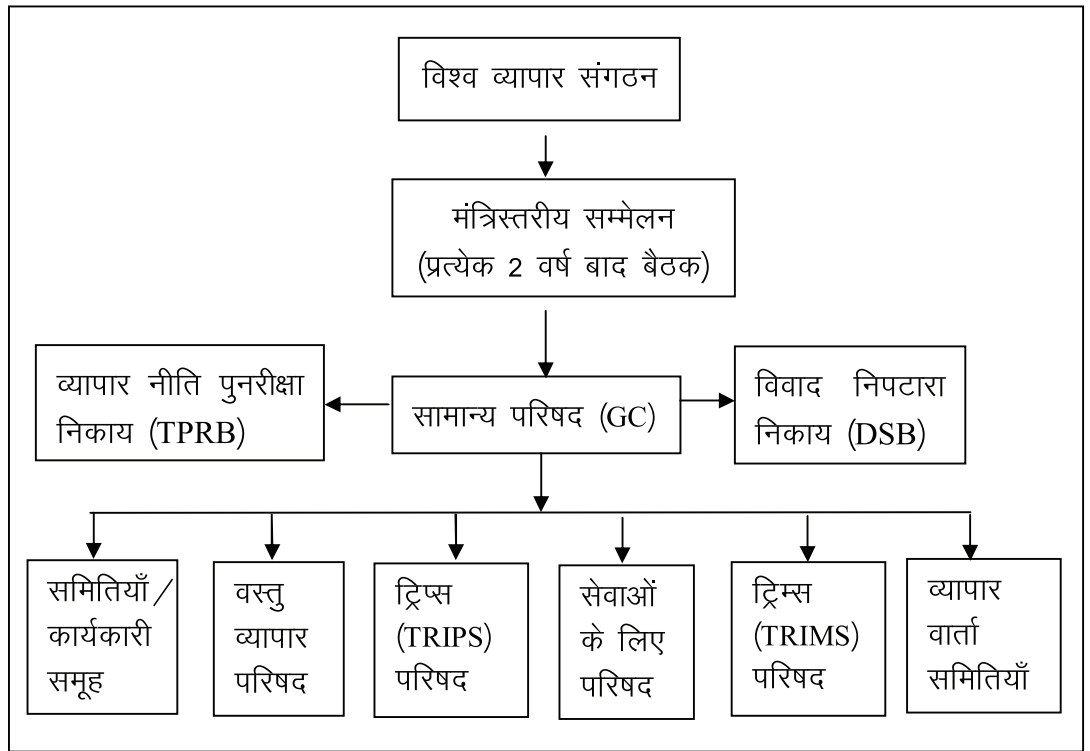 विश्व व्यापार संगठन
मंत्रिस्तरीय सम्मेलन
(प्रत्येक 2 वर्ष बाद बैठक)
व्यापार नीति पुनरीक्षा
निकाय (TPRB)
सामान्य परिषद (GC)
विवाद निपटारा
निकाय (DSB)
समितियाँ/
कार्यकारी
समूह
वस्तु
व्यापार
परिषद
ट्रिप्स
(TRIPS)
परिषद
सेवाओं
के लिए
परिषद
ट्रिम्स
(TRIMS)
परिषद
व्यापार
वार्ता
समितियाँ